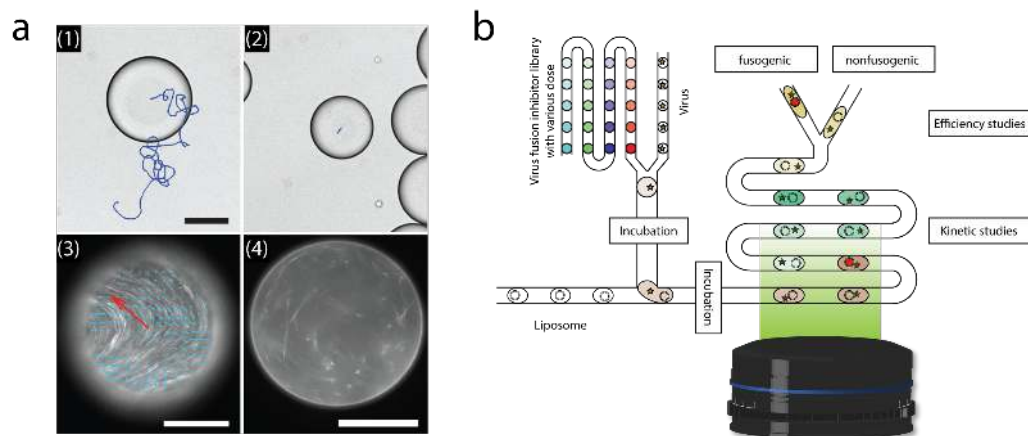 a
(1)
(2)
(3)
(4)
b
Virus fusion inhibitor library
with various dose
Virus
fusogenic
nonfusogenic
Efficiency studies
Incubation
Kinetic studies
Incubation
Liposome